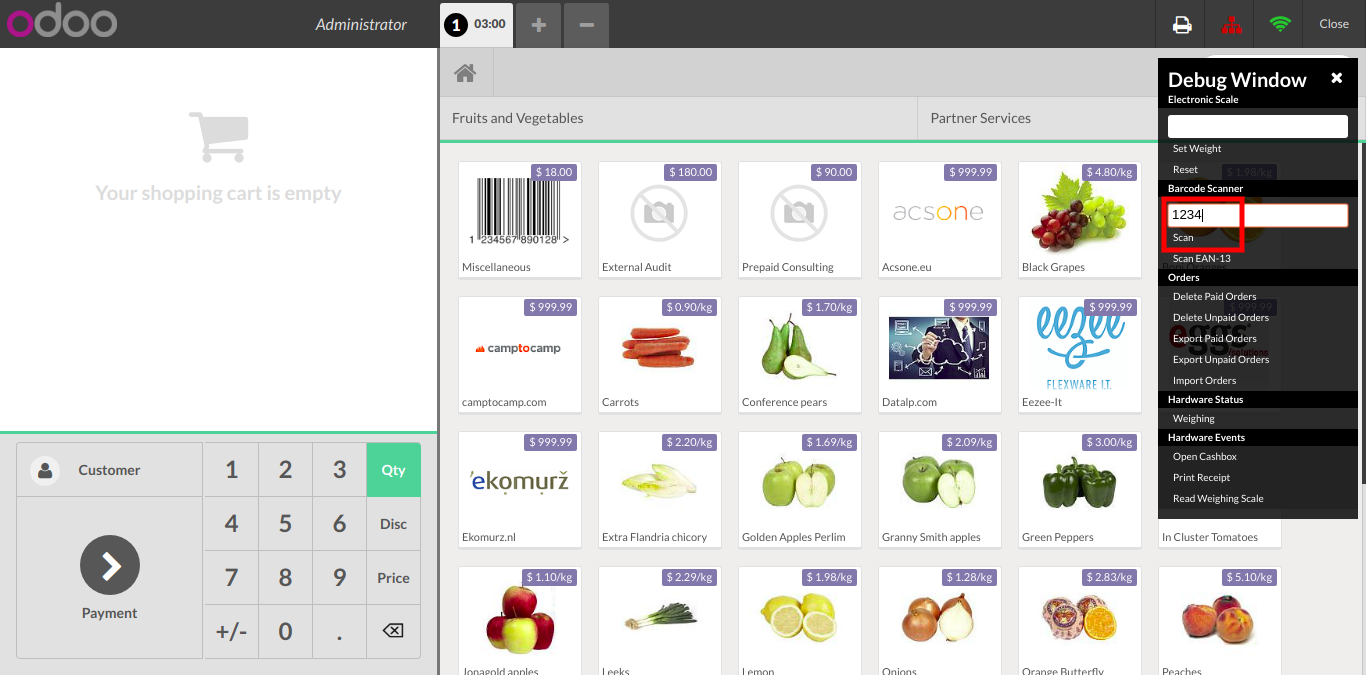 odoo
Administrator
1 03:00
Close
Your shopping cart is empty
Customer
Payment
1 2 3 Qty
4 5 6 Disc
7 8 9 Price
+/- 0 .
Fruits and Vegetables
Partner Services
$ 18.00
1 234567 890128 >
Miscellaneous
$ 180.00
External Audit
$ 90.00
Prepaid Consulting
$ 999.99
acsone
Acsone.eu
$ 4.80/kg
Black Grapes
$ 1.98/kg
$ 999.99
camptocamp
camptocamp.com
$ 0.90/kg
Carrots
$ 1.70/kg
Conference pears
$ 999.99
Datalp.com
$ 999.99
eezee
FLEXWARE I.T.
Eezee-It
$ 999.99
eggs
solutions
$ 999.99
'ekomurž
Ekomurz.nl
$ 2.20/kg
Extra Flandria chicory
$ 1.69/kg
Golden Apples Perlim
$ 2.09/kg
Granny Smith apples
$ 3.00/kg
Green Peppers
In Cluster Tomatoes
$ 1.10/kg
Jonagold apples
$ 2.29/kg
Leeks
$ 1.98/kg
Lemon
$ 1.28/kg
Onions
$ 2.83/kg
Orange Butterfly
$ 5.10/kg
Peaches
Debug Window
Electronic Scale
Set Weight
Reset
Barcode Scanner
1234
Scan
Scan EAN-13
Orders
Delete Paid Orders
Delete Unpaid Orders
Export Paid Orders
Export Unpaid Orders
Import Orders
Hardware Status
Weighing
Hardware Events
Open Cashbox
Print Receipt
Read Weighing Scale